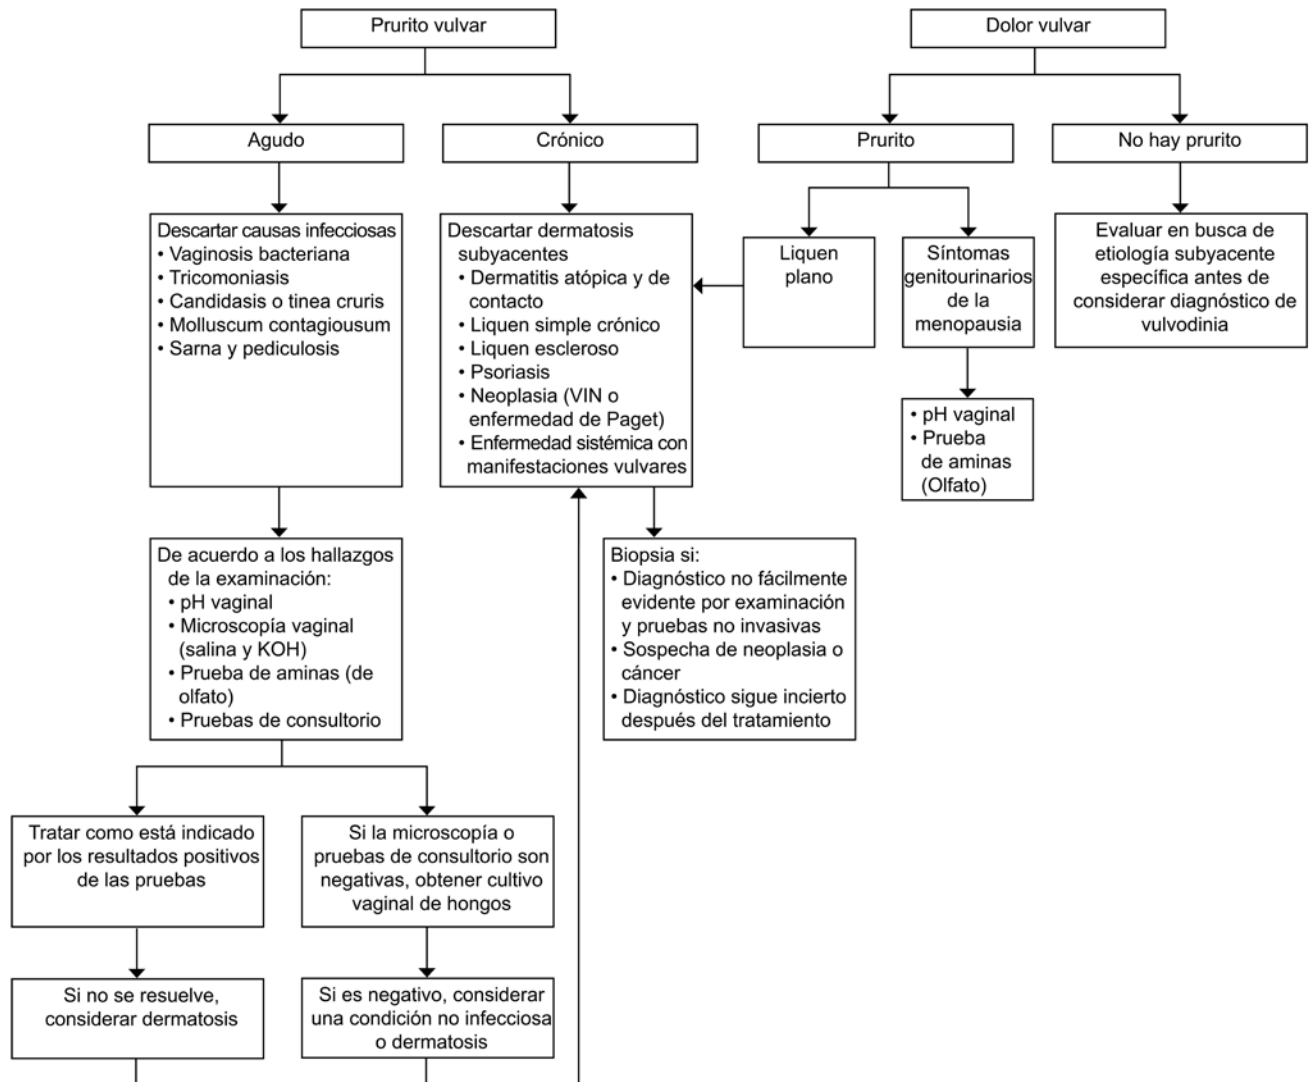 Prurito vulvar
Dolor vulvar
Agudo
Crónico
Prurito
No hay prurito
Descartar causas infecciosas
• Vaginosis bacteriana
• Tricomoniasis
• Candidasis o tinea cruris
• Molluscum contagiousum
• Sarna y pediculosis
Descartar dermatosis
subyacentes
• Dermatitis atópica y de
contacto
• Liquen simple crónico
• Liquen escleroso
• Psoriasis
• Neoplasia (VIN o
enfermedad de Paget)
• Enfermedad sistémica con
manifestaciones vulvares
Liquen
plano
Síntomas
genitourinarios
de la
menopausia
Evaluar en busca de
etiología subyacente
específica antes de
considerar diagnóstico de
vulvodinia
• pH vaginal
• Prueba
de aminas
(Olfato)
De acuerdo a los hallazgos
de la examinación:
• pH vaginal
• Microscopía vaginal
(salina y KOH)
• Prueba de aminas (de
olfato)
• Pruebas de consultorio
Biopsia si:
• Diagnóstico no fácilmente
evidente por examinación
y pruebas no invasivas
• Sospecha de neoplasia o
cáncer
• Diagnóstico sigue incierto
después del tratamiento
Tratar como está indicado
por los resultados positivos
de las pruebas
Si la microscopía o
pruebas de consultorio son
negativas, obtener cultivo
vaginal de hongos
Si no se resuelve,
considerar dermatosis
Si es negativo, considerar
una condición no infecciosa
o dermatosis